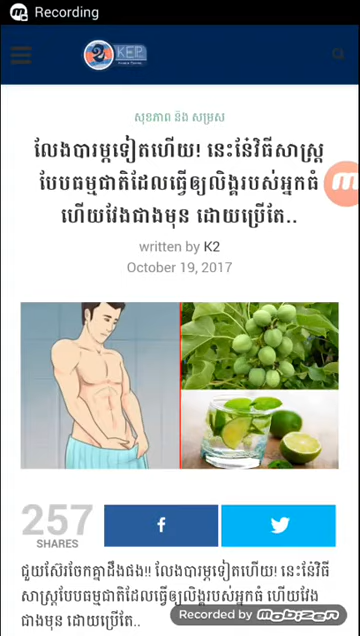 Recording
2 KEP
សុខភាព និង សម្រស
លែងបារម្ភទៀតហើយ! នេះនែ៎វិធីសាស្ត្រ
បែបធម្មជាតិដែលធ្វើឲ្យលិង្គរបស់អ្នកធំ
ហើយវែងជាងមុន ដោយប្រើតែ..
written by K2
October 19, 2017
257
SHARES
ជួយស៊ែរចែកគ្នាដឹងផង!! លែងបារម្ភទៀតហើយ! នេះនែ៎វិធី
សាស្ត្របែបធម្មជាតិដែលធ្វើឲ្យលិង្គរបស់អ្នកធំ ហើយវែង
ជាងមុន ដោយប្រើតែ..
Recorded by Mobizen